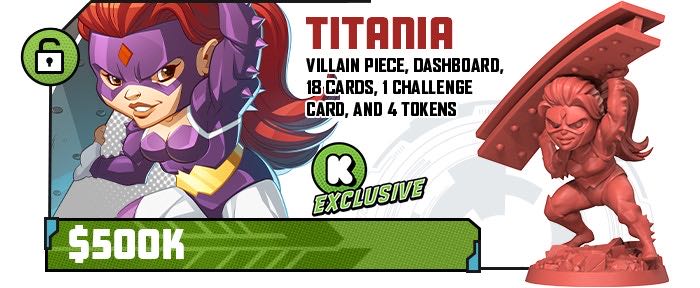 TITANIA
VILLAIN PIECE, DASHBOARD,
18 CARDS, 1 CHALLENGE
CARD, AND 4 TOKENS
K
EXCLUSIVE
$500K